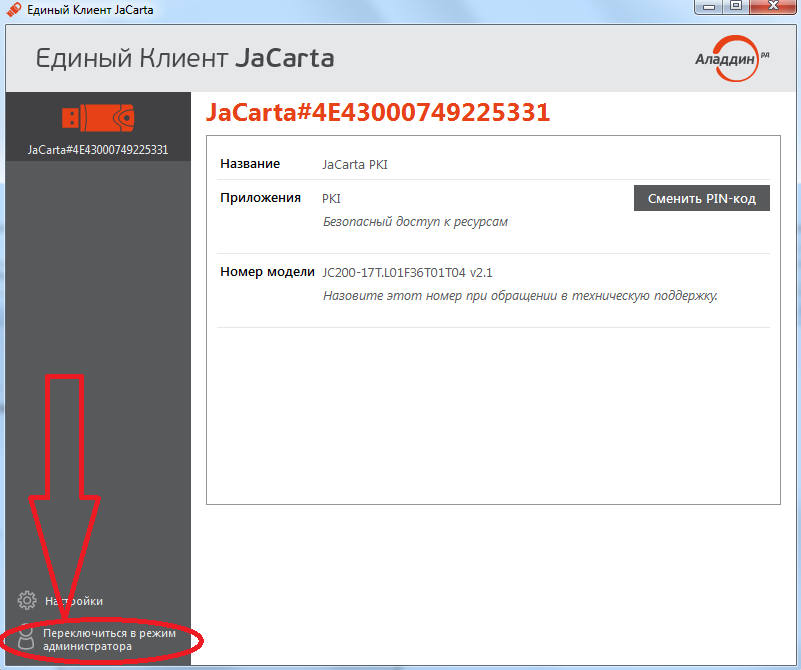 Единый Клиент JaCarta
Единый Клиент JaCarta
Аладдин РД
JaCarta#4E43000749225331
JaCarta#4E43000749225331
Название JaCarta PKI
Приложения PKI
Сменить PIN-код
Безопасный доступ к ресурсам
Номер модели JC200-17T.L01F36T01T04 v2.1
Назовите этот номер при обращении в техническую поддержку.
Настройки
Переключиться в режим
администратора